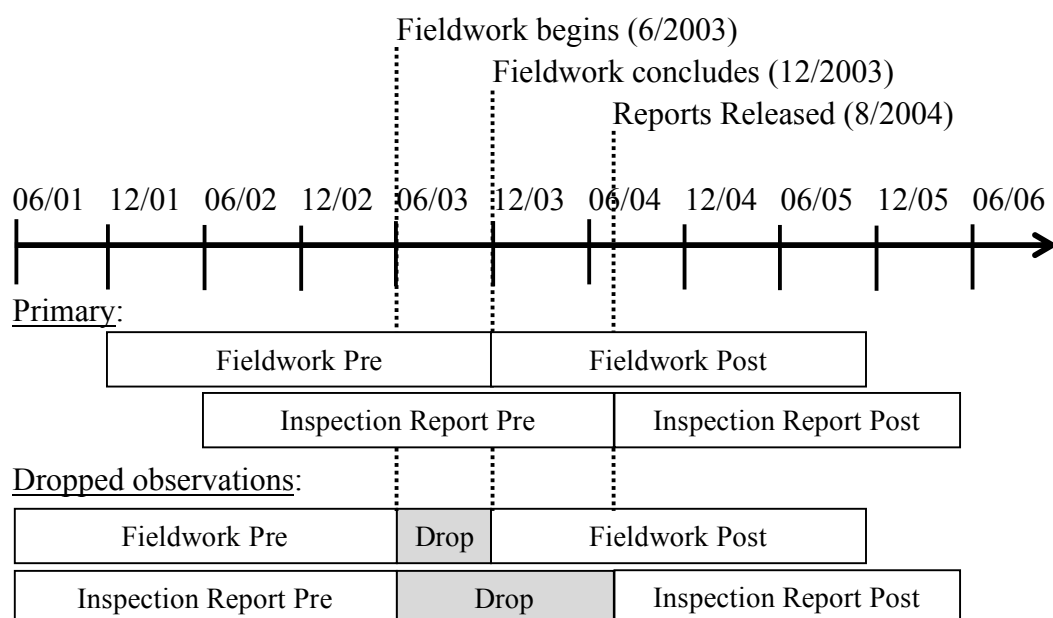 Fieldwork begins (6/2003)
Fieldwork concludes (12/2003)
Reports Released (8/2004)
06/01 12/01 06/02 12/02 06/03 12/03 06/04 12/04 06/05 12/05 06/06
Primary:
Fieldwork Pre Fieldwork Post
Inspection Report Pre Inspection Report Post
Dropped observations:
Fieldwork Pre Drop Fieldwork Post
Inspection Report Pre Drop Inspection Report Post